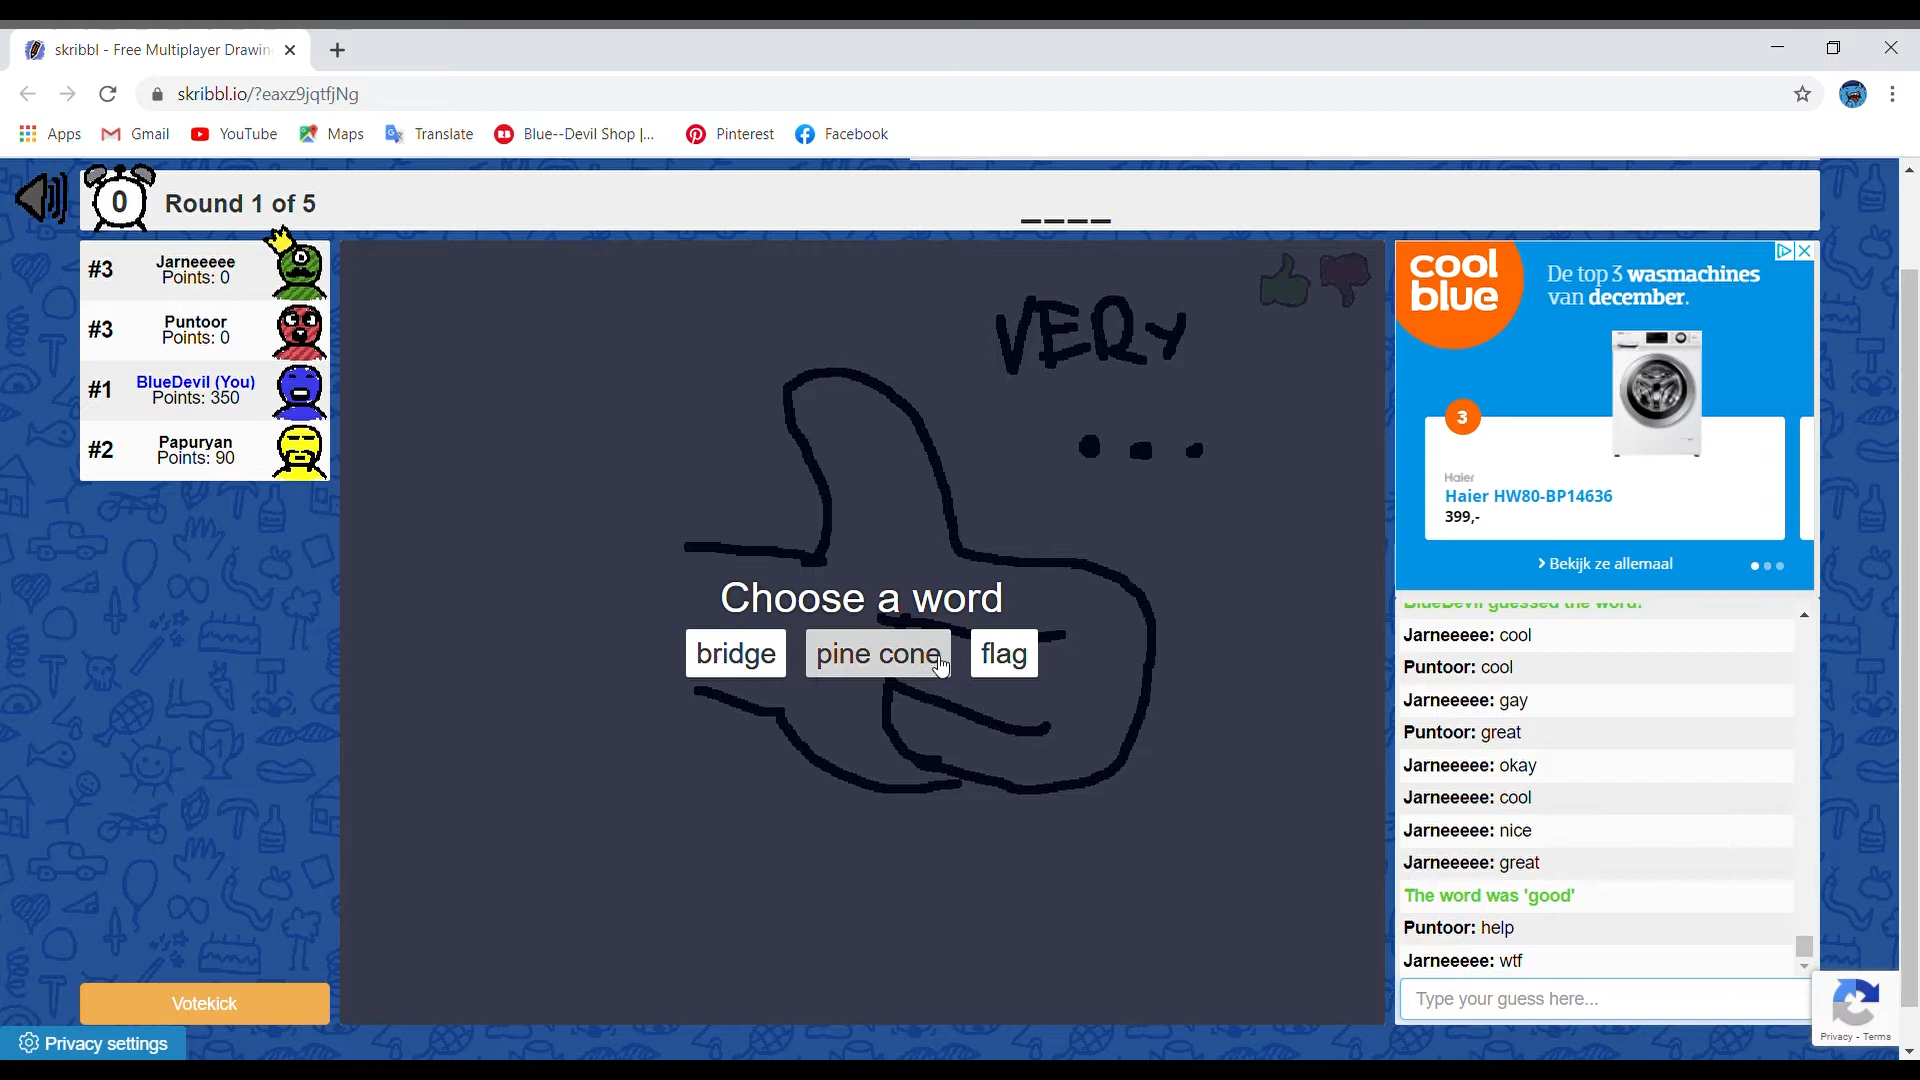 skribbl - Free Multiplayer Drawin
skribbl.io/?eaxz9jqtfjNg
Apps
Gmail
YouTube
Maps
Translate
Blue--Devil Shop |...
Pinterest
Facebook
0
Round 1 of 5
____
#3
Jarneeeee
Points: 0
#3
Puntoor
Points: 0
#1
BlueDevil (You)
Points: 350
#2
Papuryan
Points: 90
Votekick
Privacy settings
VERY
...
Choose a word
bridge
pine cone
flag
cool
blue
De top 3 wasmachines
van december.
3
Haier
Haier HW80-BP14636
399,-
> Bekijk ze allemaal
BlueDevil guessed the word!
Jarneeeee: cool
Puntoor: cool
Jarneeeee: gay
Puntoor: great
Jarneeeee: okay
Jarneeeee: cool
Jarneeeee: nice
Jarneeeee: great
The word was 'good'
Puntoor: help
Jarneeeee: wtf
Type your guess here...
Privacy - Terms